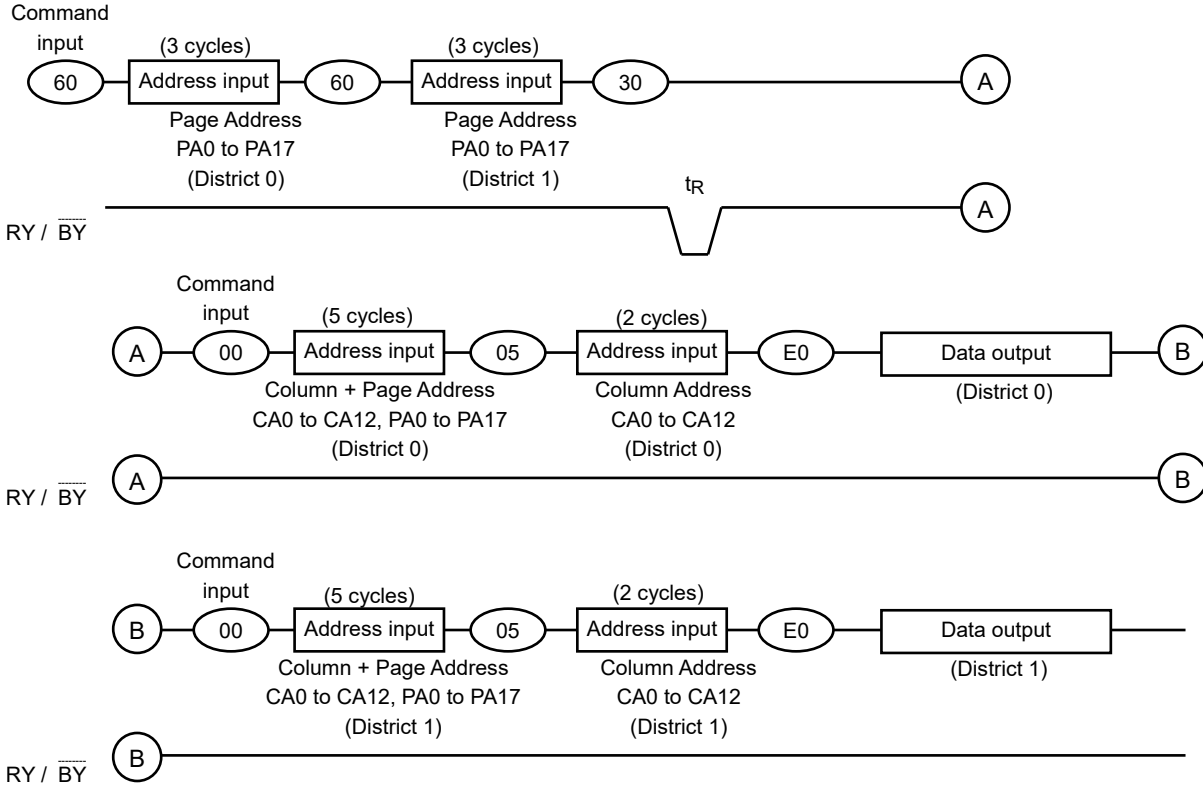 Command
input
(3 cycles)
(3 cycles)
60
Address input
60
Address input
30
A
Page Address
PA0 to PA17
(District 0)
Page Address
PA0 to PA17
(District 1)
tR
RY / BY
A
Command
input
(5 cycles)
(2 cycles)
A
00
Address input
05
Address input
E0
Data output
B
Column + Page Address
CA0 to CA12, PA0 to PA17
(District 0)
Column Address
CA0 to CA12
(District 0)
(District 0)
RY / BY
A
B
Command
input
(5 cycles)
(2 cycles)
B
00
Address input
05
Address input
E0
Data output
Column + Page Address
CA0 to CA12, PA0 to PA17
(District 1)
Column Address
CA0 to CA12
(District 1)
(District 1)
RY / BY
B